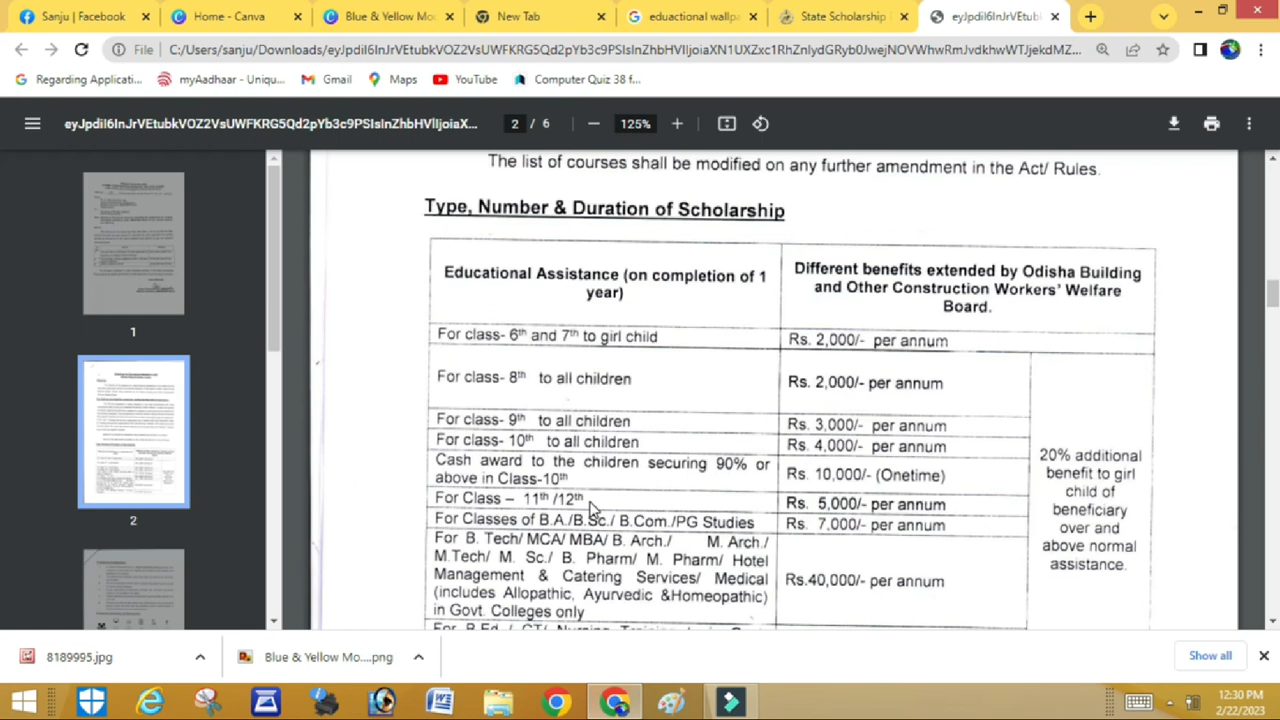 Sanju | Facebook
Home - Canva
Blue & Yellow Mo
New Tab
eduactional wallpa
State Scholarship
eyJpdiI6InJrVEtub
File
C:/Users/sanju/Downloads/
Regarding Applicati...
myAadhaar - Uniqu...
Gmail
Maps
YouTube
Computer Quiz 38 f...
2 / 6
125%
The list of courses shall be modified on any further amendment in the Act/ Rules.
Type, Number & Duration of Scholarship
Educational Assistance (on completion of 1
year)
Different benefits extended by Odisha Building
and Other Construction Workers' Welfare
Board.
For class- 6th and 7th to girl child
Rs. 2,000/- per annum
For class- 8th to all children
Rs. 2,000/- per annum
For class- 9th to all children
Rs. 3,000/- per annum
For class- 10th to all children
Rs. 4,000/- per annum
Cash award to the children securing 90% or
above in Class-10th
Rs. 10,000/- (Onetime)
For Class – 11th /12th
Rs. 5,000/- per annum
For Classes of B.A./B.Sc./ B.Com./PG Studies
Rs. 7,000/- per annum
For B. Tech/ MCA/ MBA/ B. Arch./ M. Arch./
M.Tech/ M. Sc./ B. Pharm/ M. Pharm/ Hotel
Management & Catering Services/ Medical
(includes Allopathic, Ayurvedic &Homeopathic)
in Govt. Colleges only
Rs.40,000/- per annum
20% additional
benefit to girl
child of
beneficiary
over and
above normal
assistance.
1
2
8189995.jpg
Blue & Yellow Mo....png
Show all
12:30 PM
2/22/2023